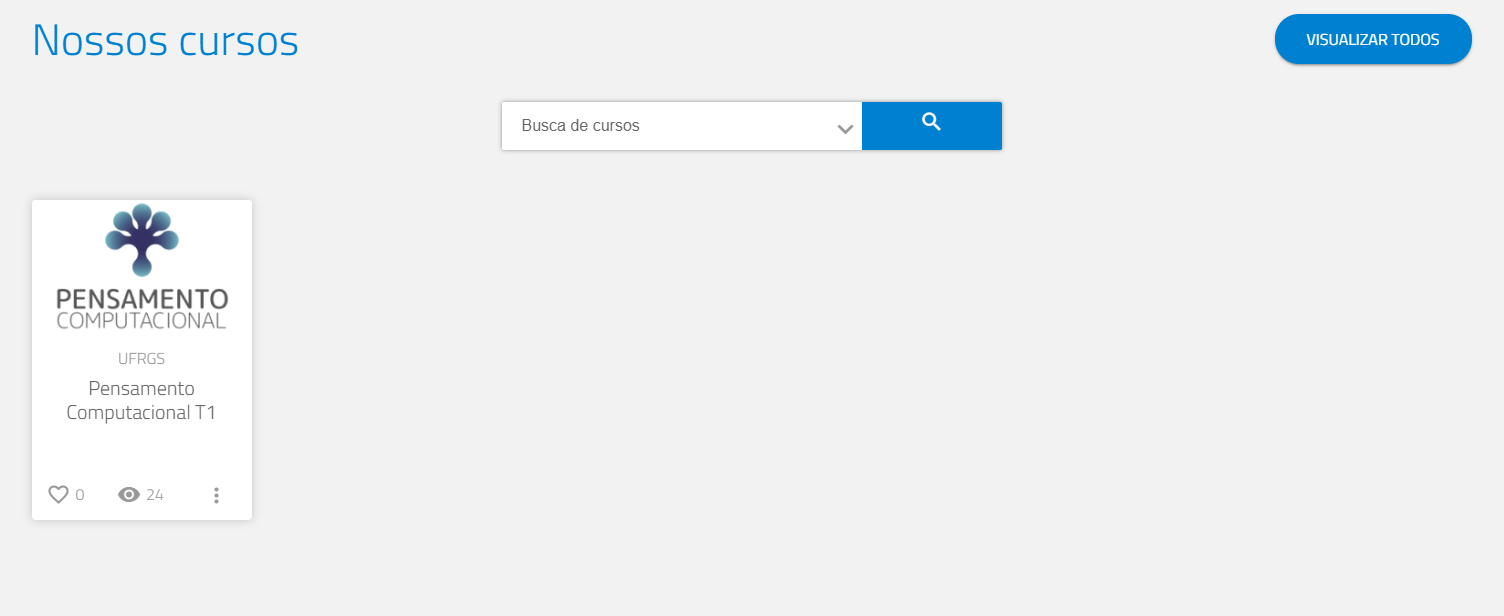 Nossos cursos
VISUALIZAR TODOS
Busca de cursos
PENSAMENTO
COMPUTACIONAL
UFRGS
Pensamento
Computacional T1
0 24